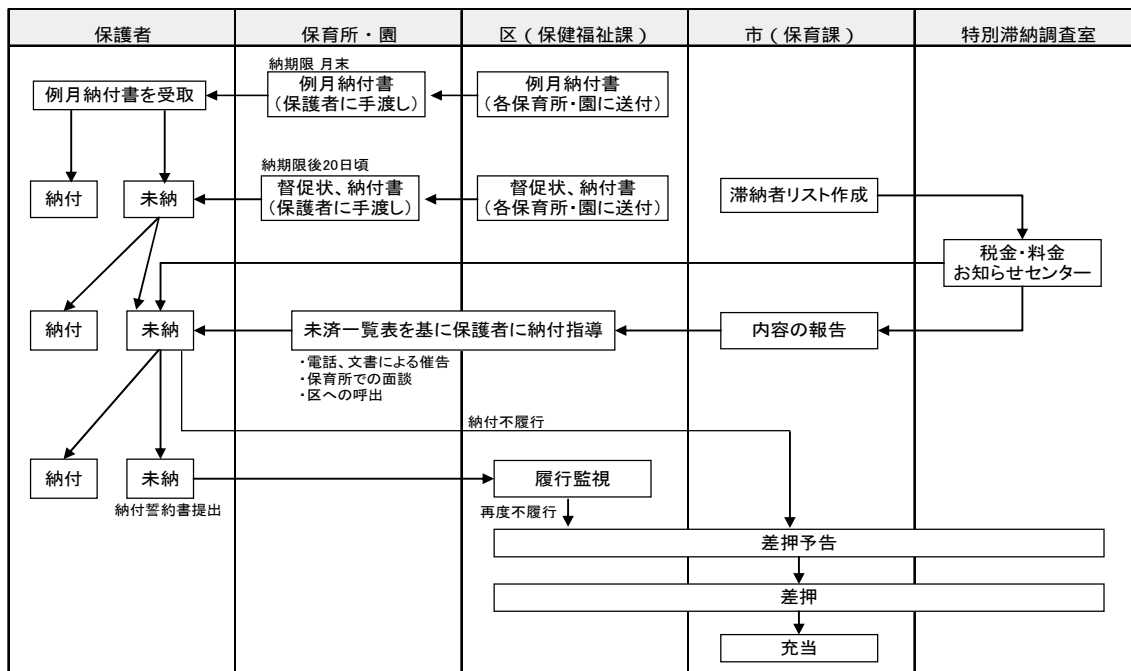 保護者
保育所・園
区(保健福祉課)
市(保育課)
特別滞納調査室
納期限 月末
例月納付書を受取
例月納付書
(保護者に手渡し)
例月納付書
(各保育所・園に送付)
納期限後20日頃
納付
未納
督促状、納付書
(保護者に手渡し)
督促状、納付書
(各保育所・園に送付)
滞納者リスト作成
税金・料金
お知らせセンター
納付
未納
未済一覧表を基に保護者に納付指導
内容の報告
・電話、文書による催告
・保育所での面談
・区への呼出
納付不履行
納付
未納
履行監視
納付誓約書提出
再度不履行
差押予告
差押
充当